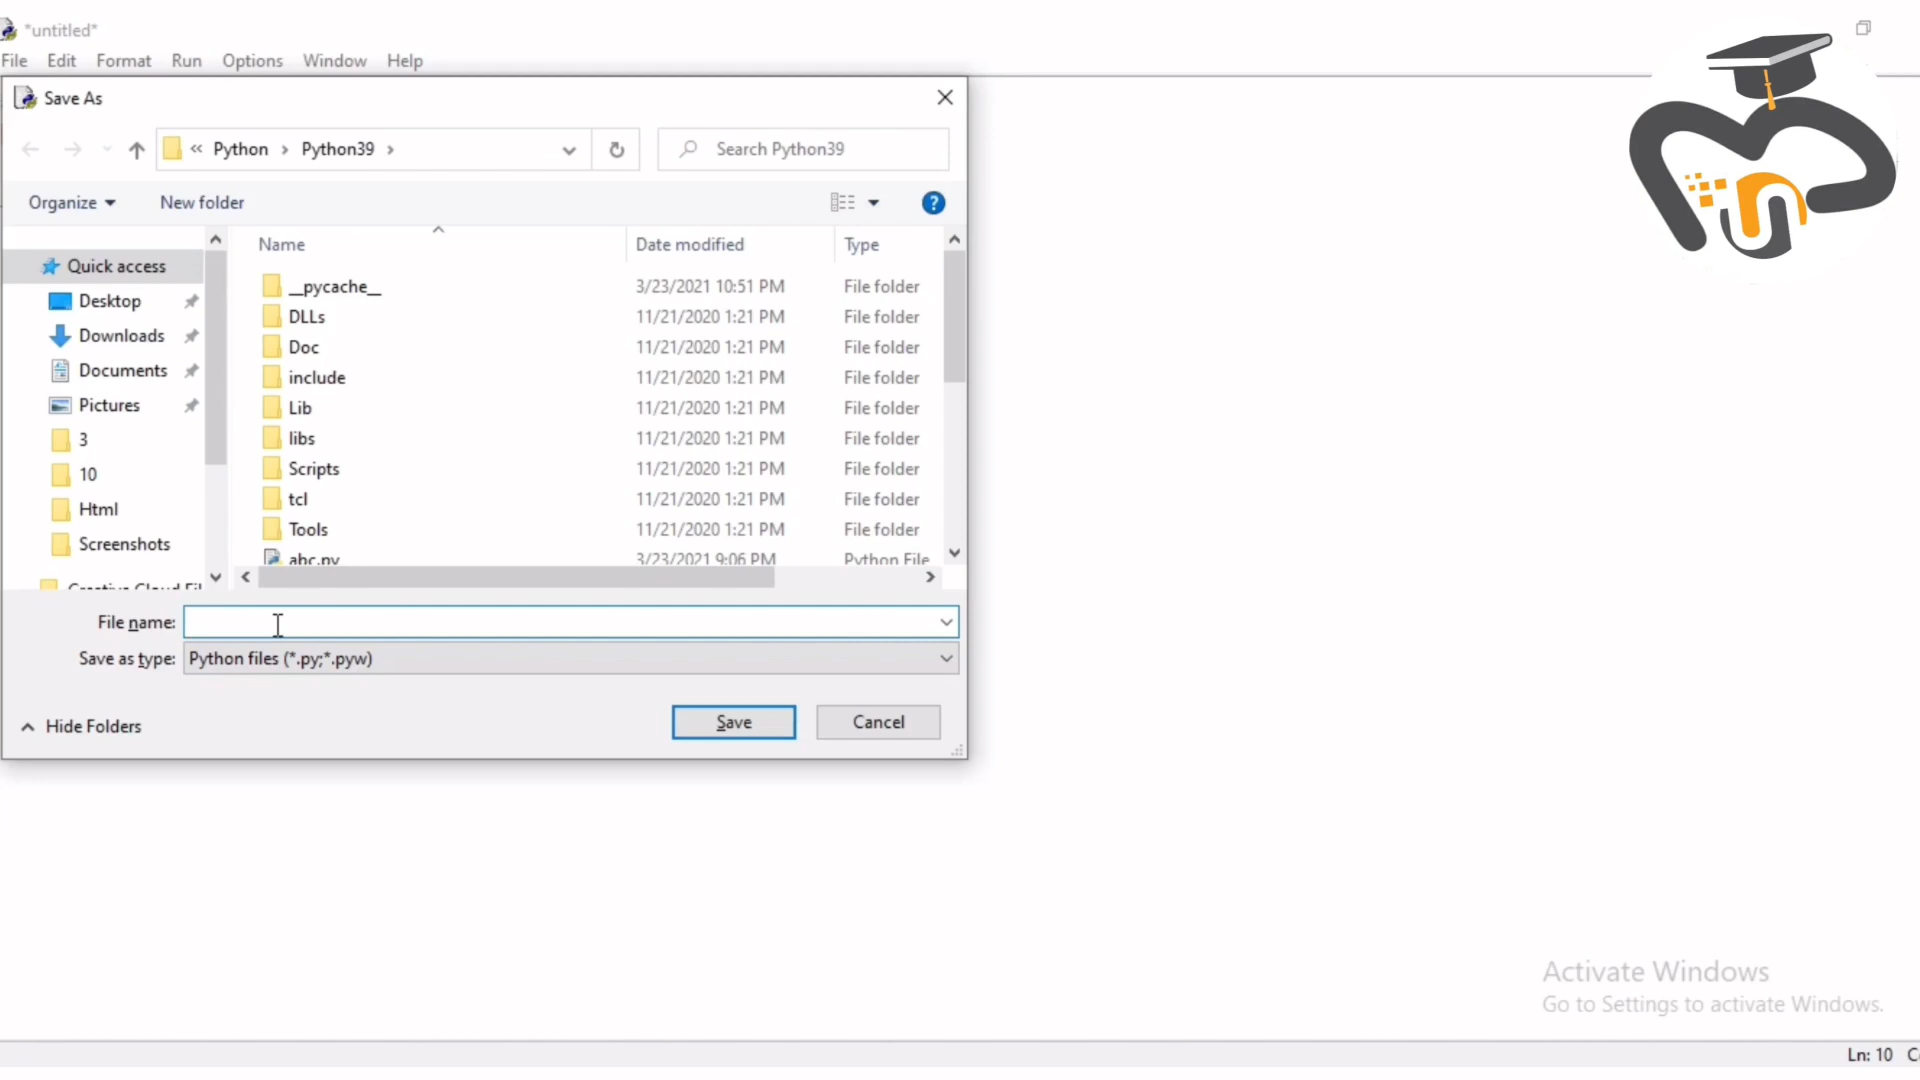 *untitled*
File Edit Format Run Options Window Help
Save As
« Python > Python39 >
Search Python39
Organize
New folder
?
Name Date modified Type
Quick access
Desktop
Downloads
Documents
Pictures
3
10
Html
Screenshots
Creative Cloud Fil
__pycache__ 3/23/2021 10:51 PM File folder
DLLs 11/21/2020 1:21 PM File folder
Doc 11/21/2020 1:21 PM File folder
include 11/21/2020 1:21 PM File folder
Lib 11/21/2020 1:21 PM File folder
libs 11/21/2020 1:21 PM File folder
Scripts 11/21/2020 1:21 PM File folder
tcl 11/21/2020 1:21 PM File folder
Tools 11/21/2020 1:21 PM File folder
abc.py 3/23/2021 9:06 PM Python File
File name:
Save as type: Python files (*.py;*.pyw)
Hide Folders
Save
Cancel
Activate Windows
Go to Settings to activate Windows.
Ln: 10